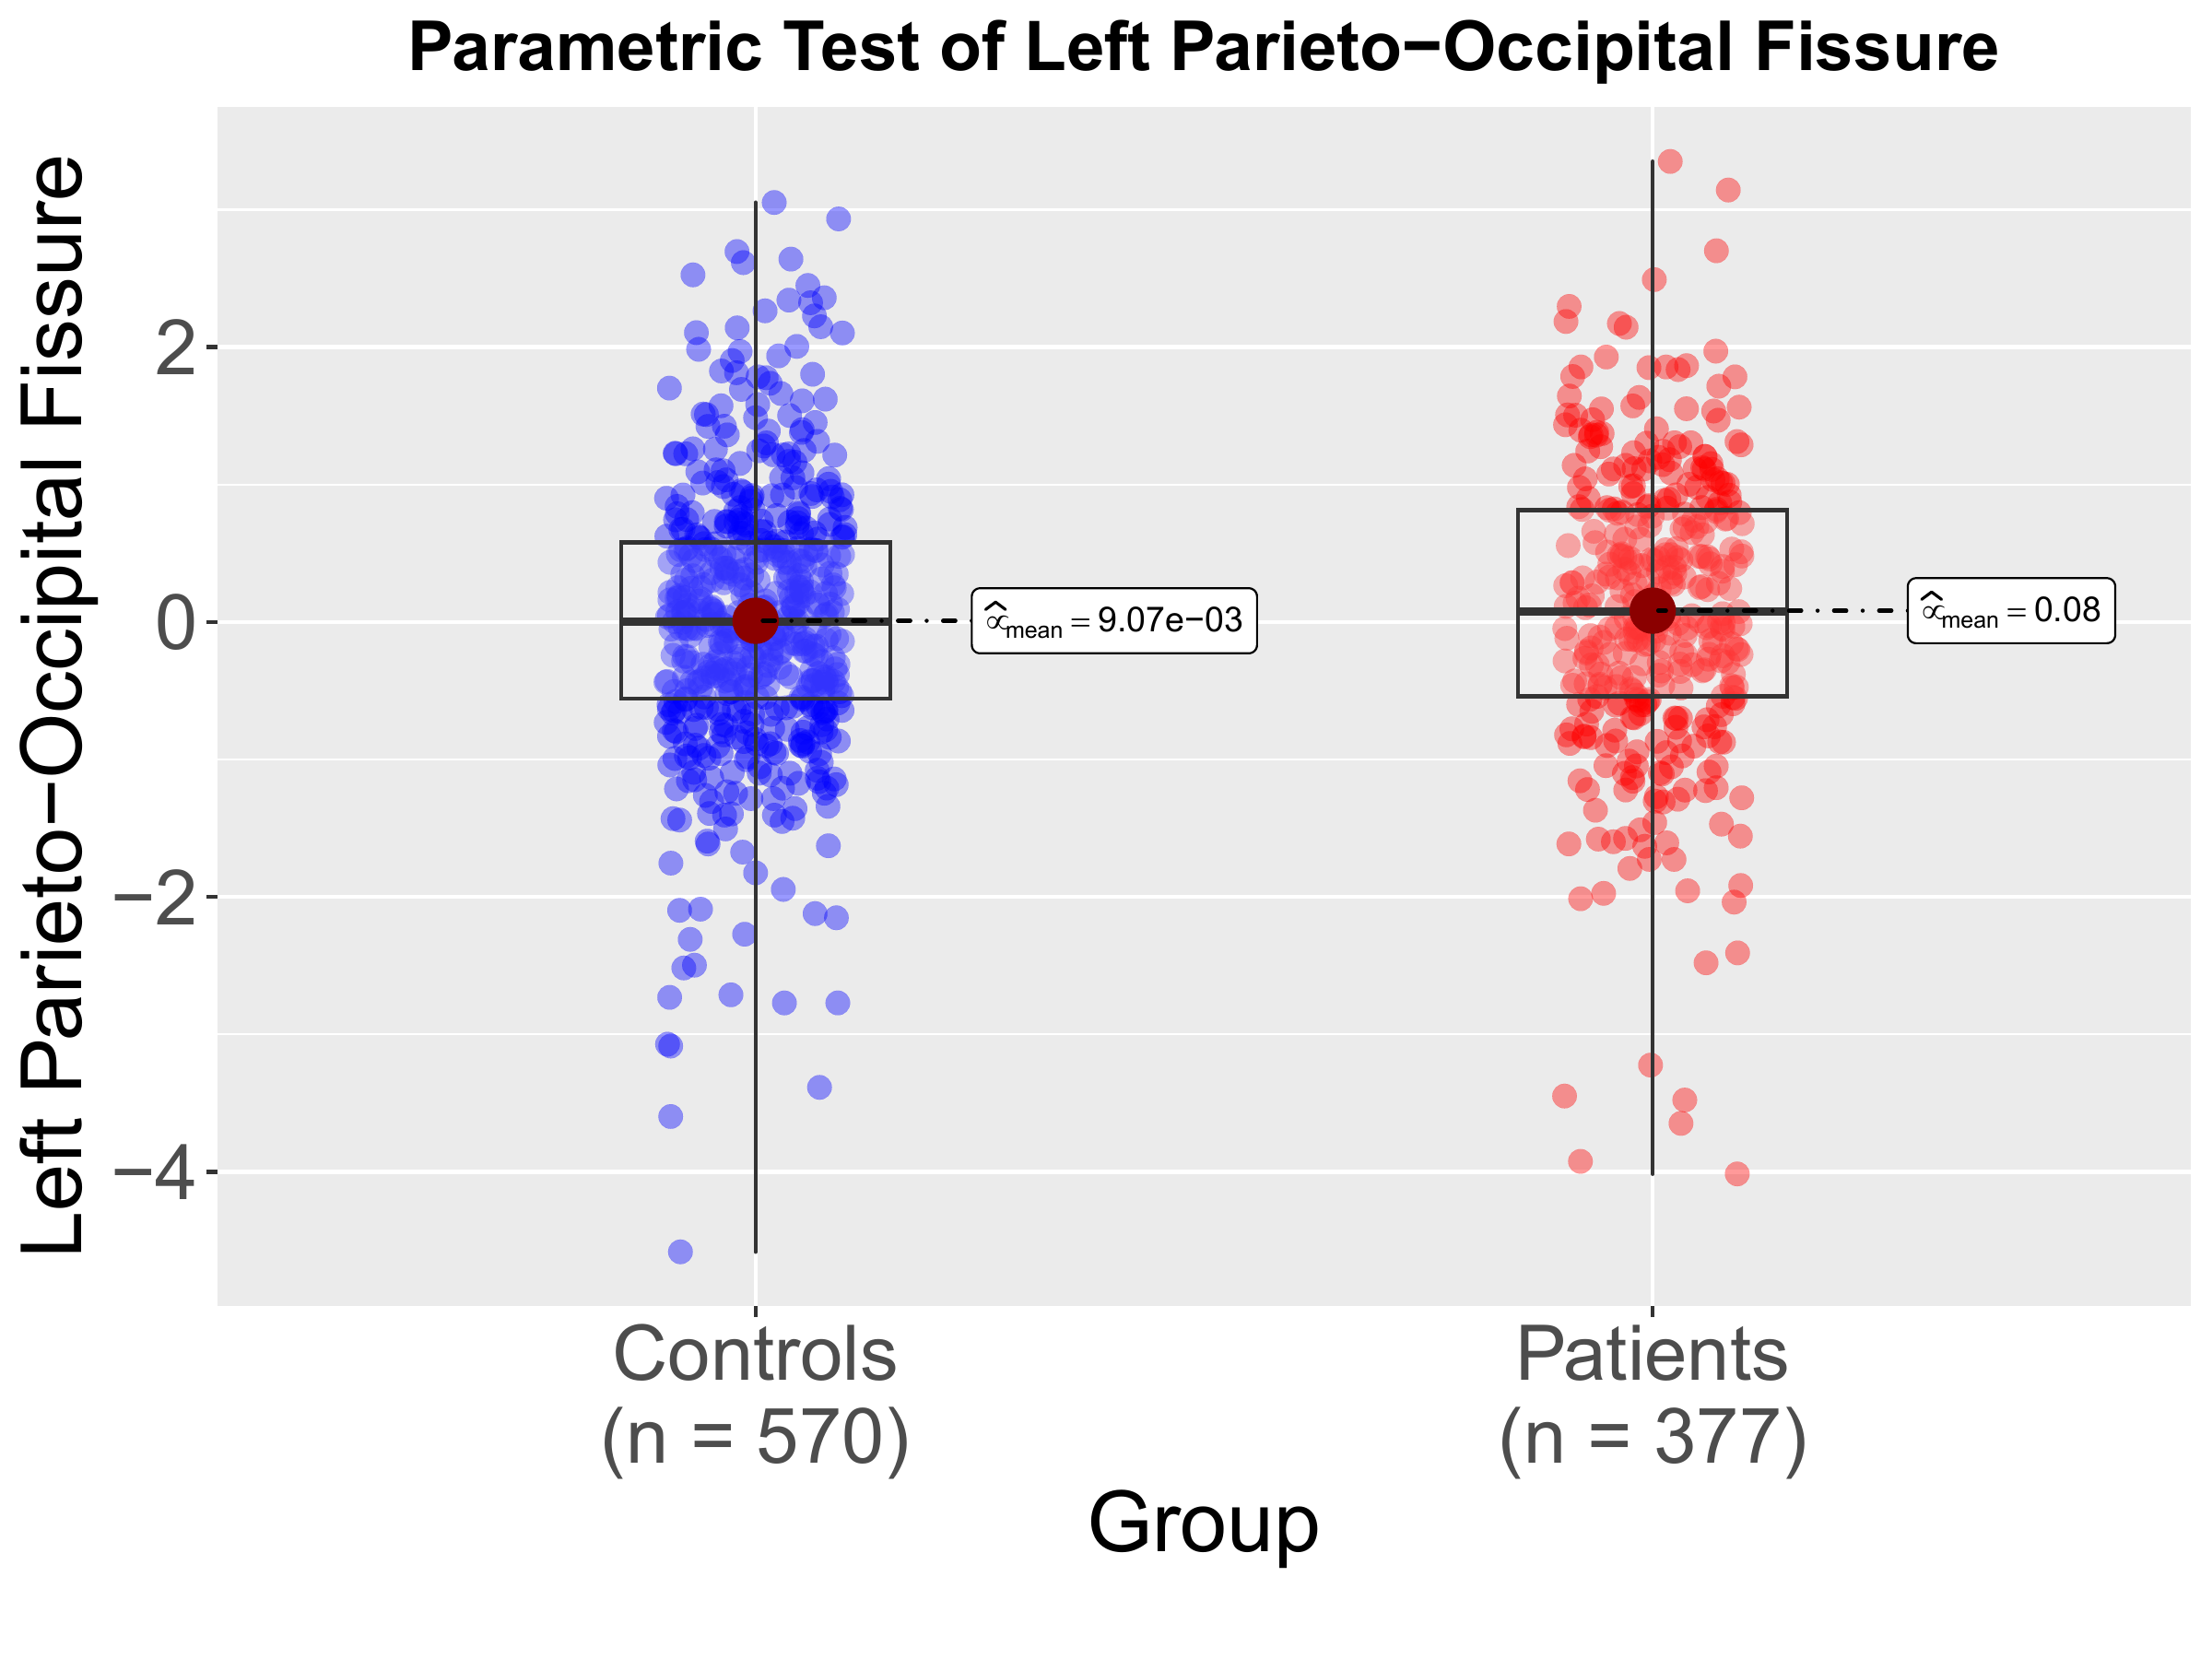 Parametric Test of Left Parieto−Occipital Fissure
Left Parieto−Occipital Fissure
2
0
−2
−4
∝̂mean = 9.07e−03
∝̂mean = 0.08
Controls
(n = 570)
Patients
(n = 377)
Group